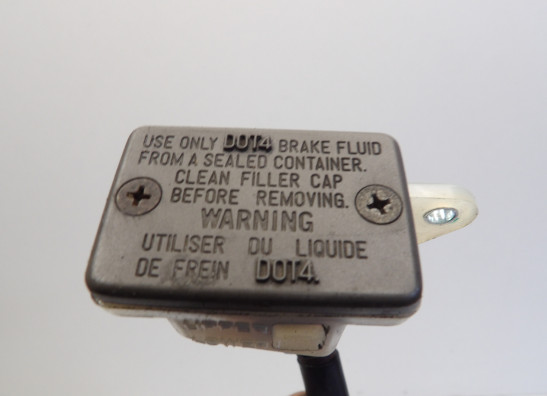 USE ONLY DOT4 BRAKE FLUID
FROM A SEALED CONTAINER.
CLEAN FILLER CAP
BEFORE REMOVING.
WARNING
UTILISER DU LIQUIDE
DE FREIN DOT4.